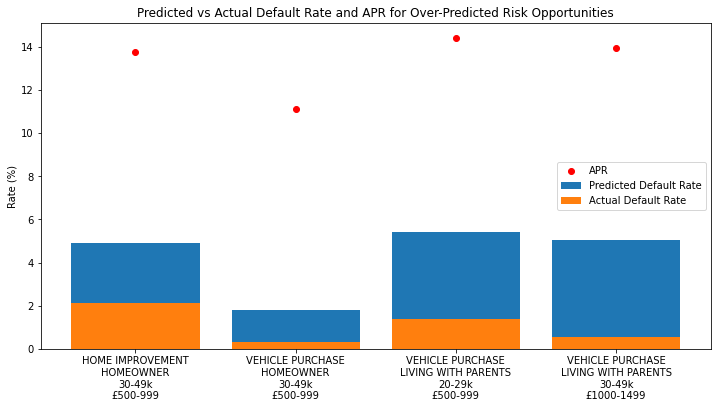 Predicted vs Actual Default Rate and APR for Over-Predicted Risk Opportunities
Rate (%)
14
12
10
8
6
4
2
0
APR
Predicted Default Rate
Actual Default Rate
HOME IMPROVEMENT
HOMEOWNER
30-49k
£500-999
VEHICLE PURCHASE
HOMEOWNER
30-49k
£500-999
VEHICLE PURCHASE
LIVING WITH PARENTS
20-29k
£500-999
VEHICLE PURCHASE
LIVING WITH PARENTS
30-49k
£1000-1499